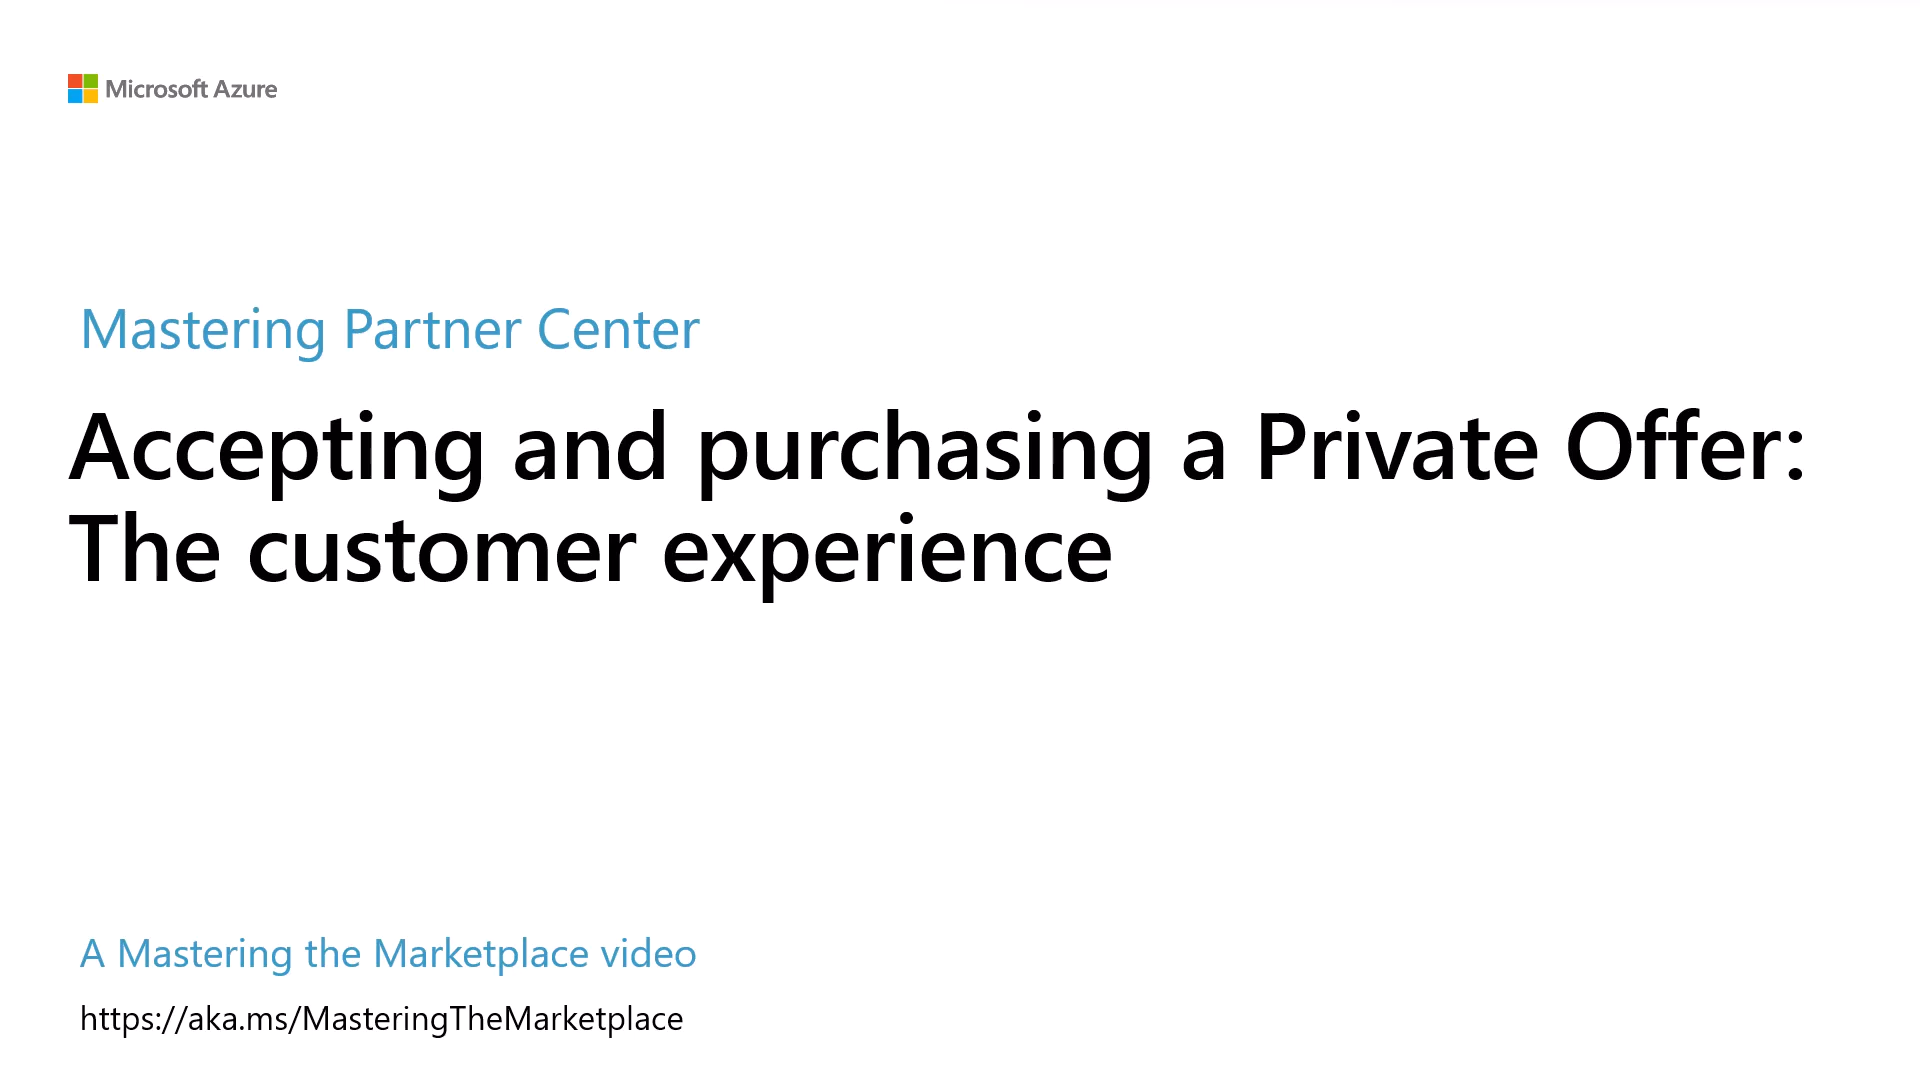 Microsoft Azure
Mastering Partner Center
Accepting and purchasing a Private Offer:
The customer experience
A Mastering the Marketplace video
https://aka.ms/MasteringTheMarketplace